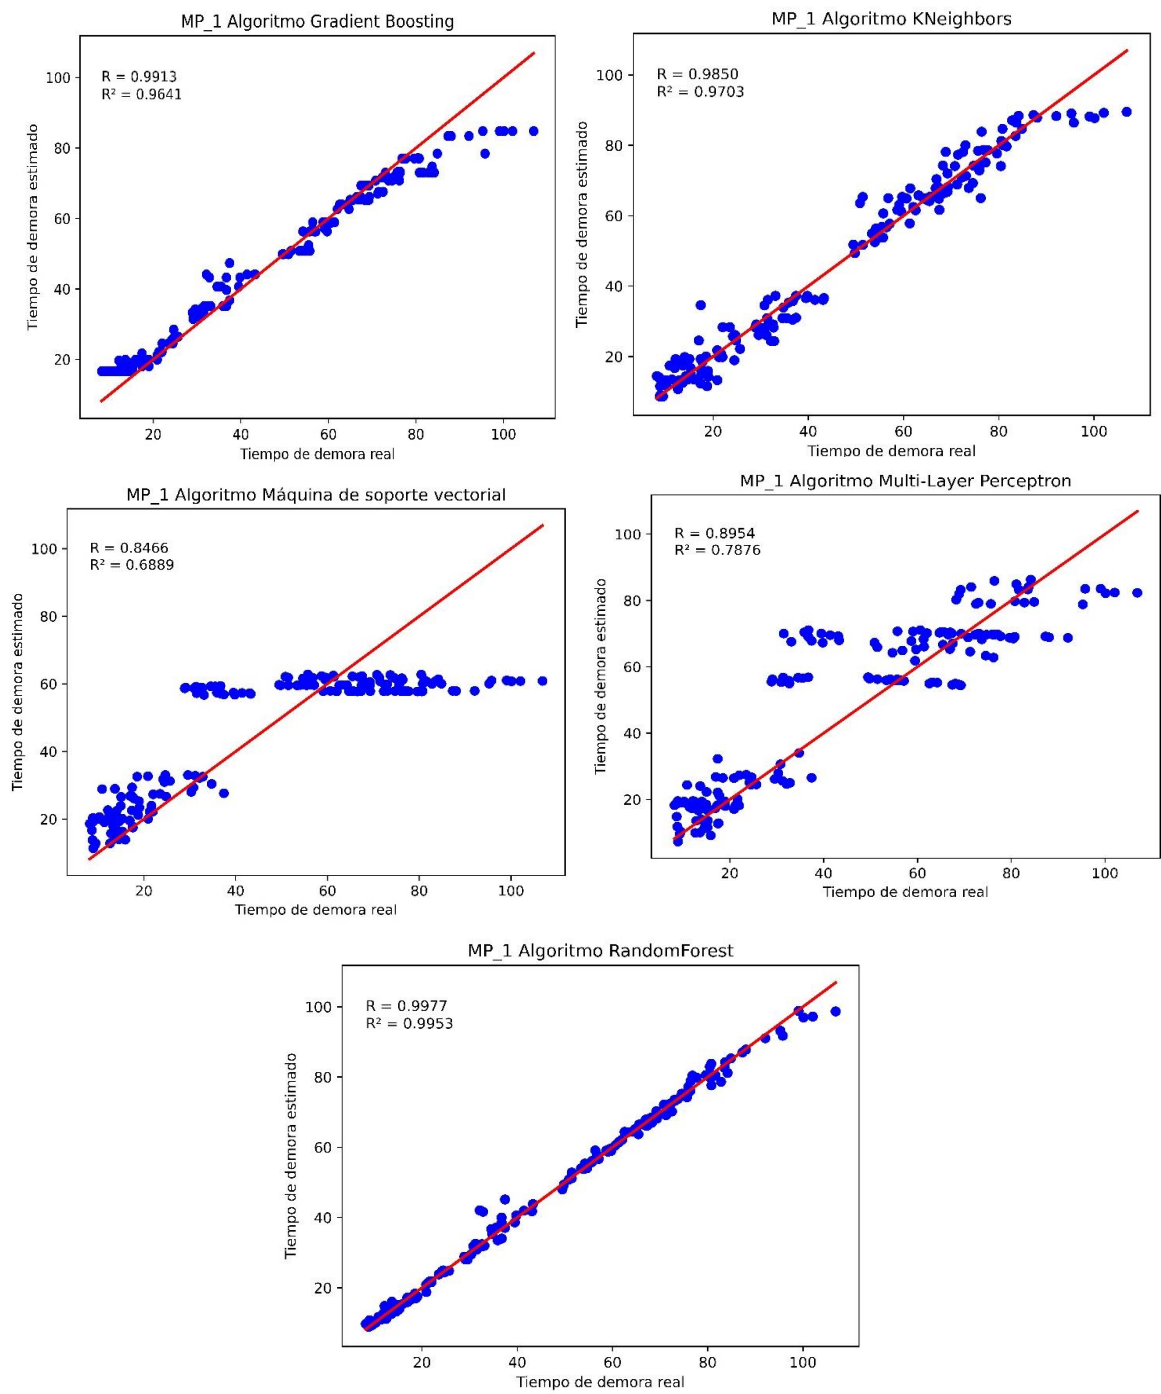 MP_1 Algoritmo Gradient Boosting
R = 0.9913
R² = 0.9641
Tiempo de demora estimado
100
80
60
40
20
20 40 60 80 100
Tiempo de demora real
MP_1 Algoritmo KNeighbors
R = 0.9850
R² = 0.9703
Tiempo de demora estimado
100
80
60
40
20
20 40 60 80 100
Tiempo de demora real
MP_1 Algoritmo Máquina de soporte vectorial
R = 0.8466
R² = 0.6889
Tiempo de demora estimado
100
80
60
40
20
20 40 60 80 100
Tiempo de demora real
MP_1 Algoritmo Multi-Layer Perceptron
R = 0.8954
R² = 0.7876
Tiempo de demora estimado
100
80
60
40
20
20 40 60 80 100
Tiempo de demora real
MP_1 Algoritmo RandomForest
R = 0.9977
R² = 0.9953
Tiempo de demora estimado
100
80
60
40
20
20 40 60 80 100
Tiempo de demora real